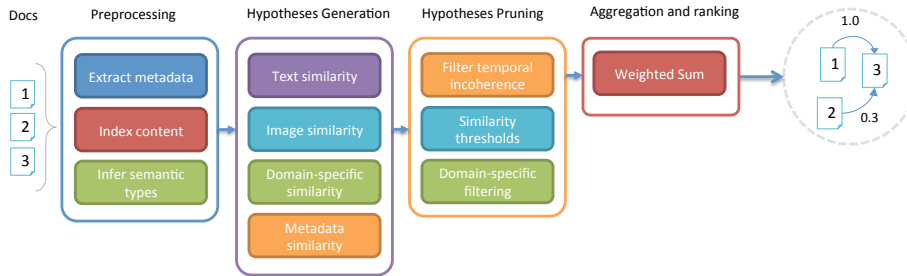 Docs
1
2
3
Preprocessing
Extract metadata
Index content
Infer semantic
types
Hypotheses Generation
Text similarity
Image similarity
Domain-specific
similarity
Metadata
similarity
Hypotheses Pruning
Filter temporal
incoherence
Similarity
thresholds
Domain-specific
filtering
Aggregation and ranking
Weighted Sum
1.0
1
3
2
0.3